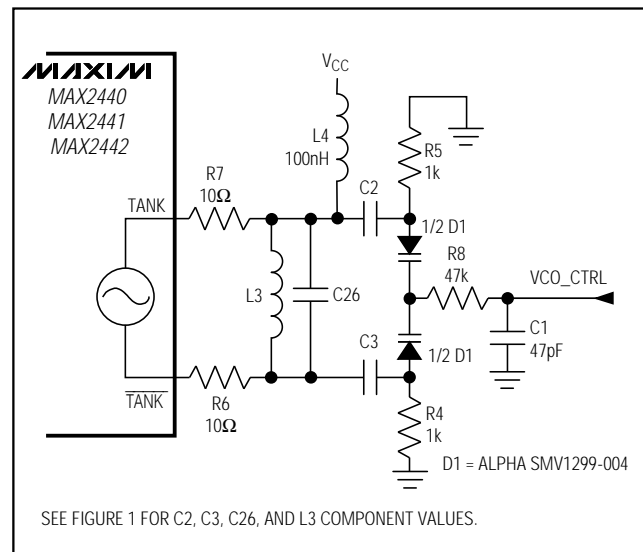 MAXIM
MAX2440
MAX2441
MAX2442
TANK
TANK
R7
10Ω
R6
10Ω
L3
C26
VCC
L4
100nH
C2
C3
R5
1k
1/2 D1
1/2 D1
R8
47k
VCO_CTRL
C1
47pF
R4
1k
D1 = ALPHA SMV1299-004
SEE FIGURE 1 FOR C2, C3, C26, AND L3 COMPONENT VALUES.